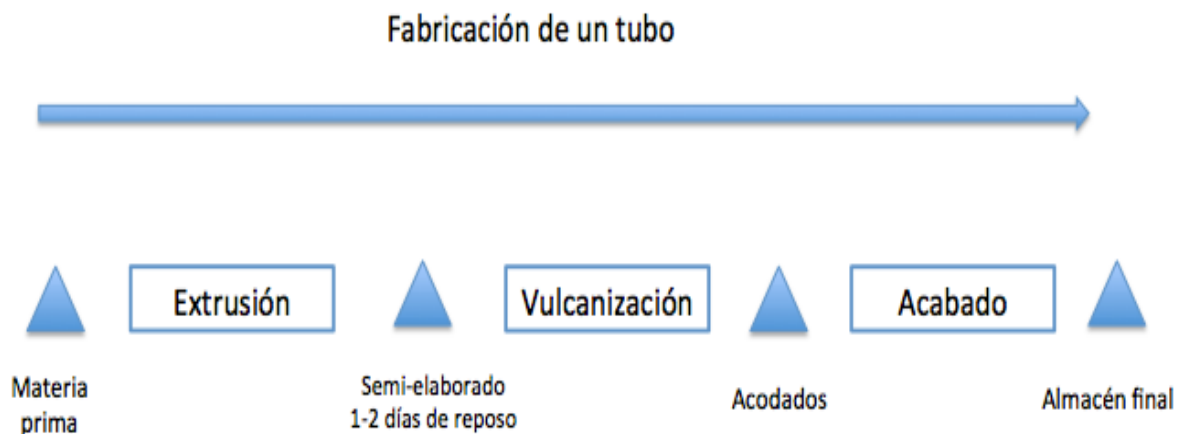 Fabricación de un tubo
Extrusión
Vulcanización
Acabado
Materia
prima
Semi-elaborado
1-2 días de reposo
Acodados
Almacén final